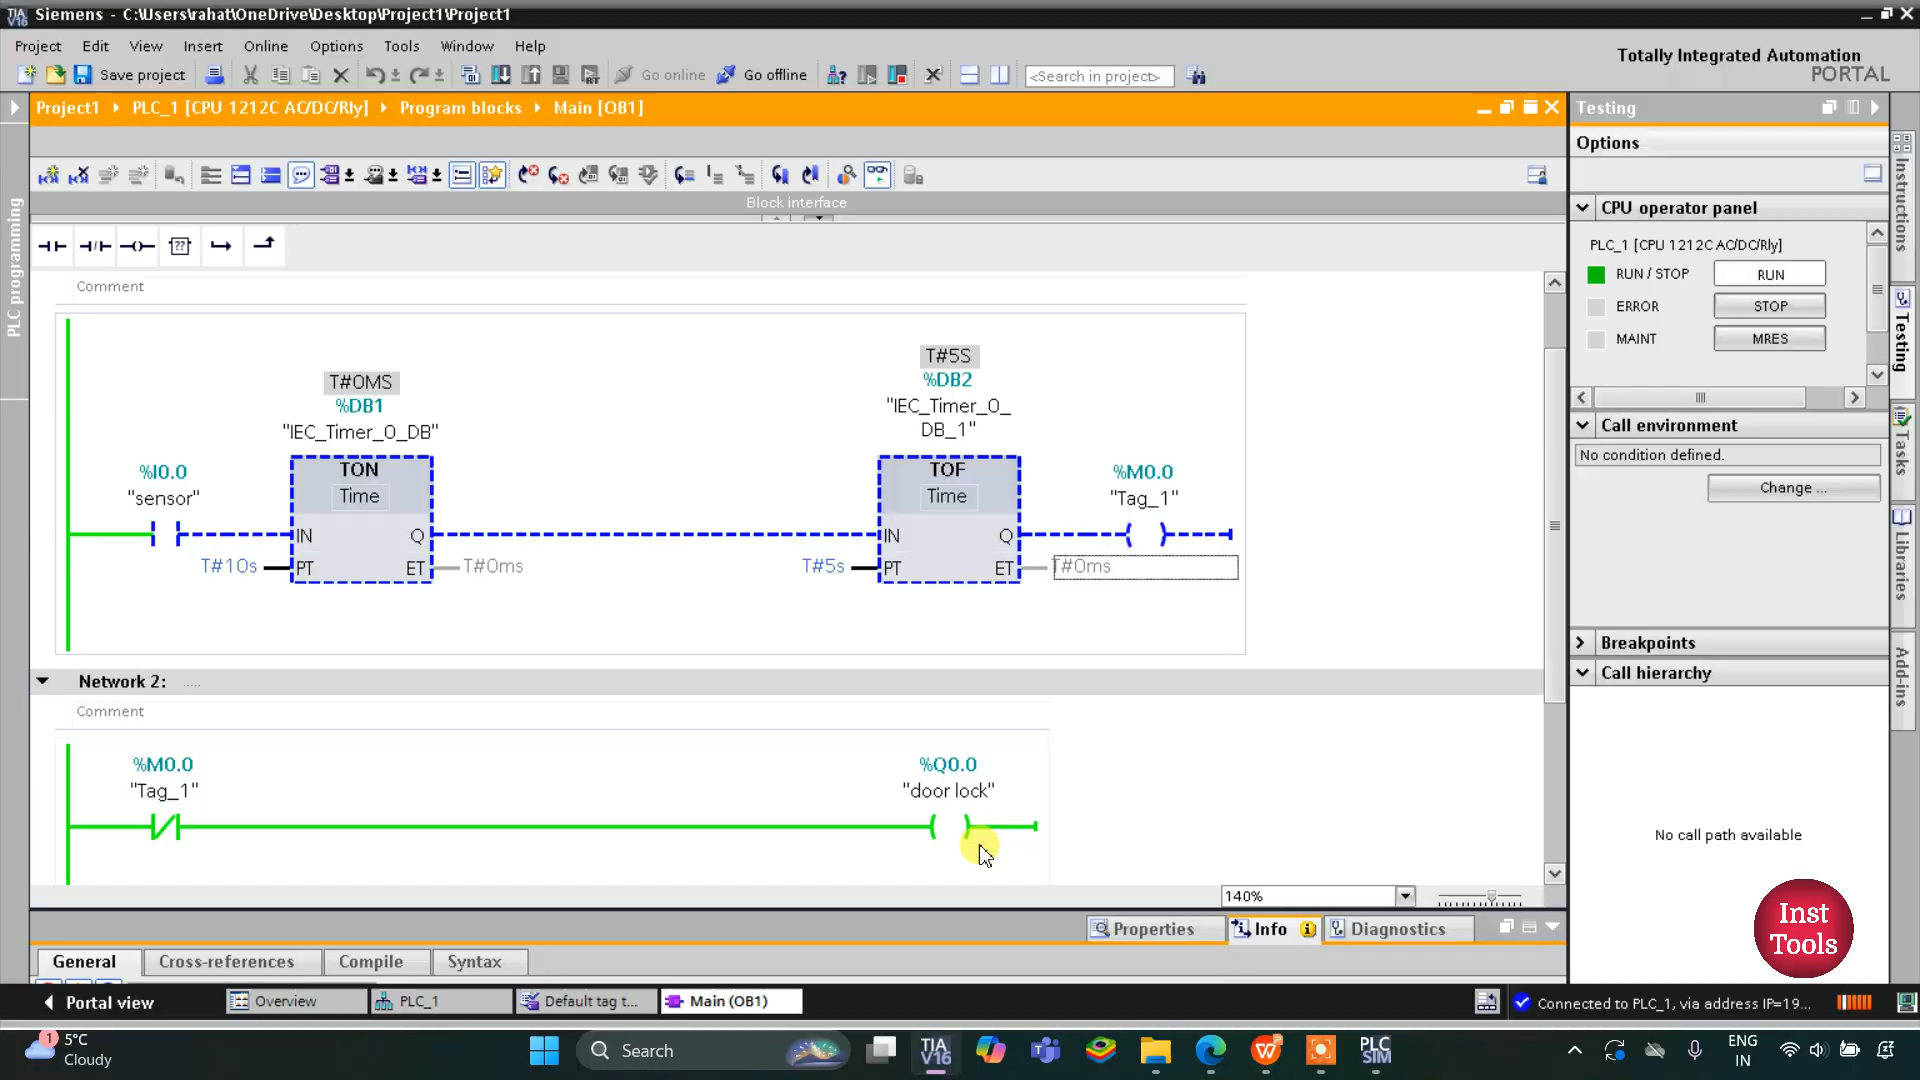 TIA V16 Siemens - C:\Users\rahat\OneDrive\Desktop\Project1\Project1
Project Edit View Insert Online Options Tools Window Help
Totally Integrated Automation
PORTAL
Save project Go online Go offline <Search in project>
Project1 PLC_1 [CPU 1212C AC/DC/Rly] Program blocks Main [OB1]
Testing
Options
Block interface
CPU operator panel
PLC_1 [CPU 1212C AC/DC/Rly]
RUN / STOP RUN
ERROR STOP
MAINT MRES
Call environment
No condition defined.
Change ...
Breakpoints
Call hierarchy
No call path available
PLC programming
Instructions
Testing
Tasks
Libraries
Add-ins
??
Comment
T#0MS
%DB1
"IEC_Timer_0_DB"
T#5S
%DB2
"IEC_Timer_0_
DB_1"
%I0.0
"sensor"
TON
Time
IN Q
T#10s PT ET T#0ms
TOF
Time
IN Q
T#5s PT ET T#0ms
%M0.0
"Tag_1"
Network 2: .....
Comment
%M0.0
"Tag_1"
%Q0.0
"door lock"
140%
Properties Info Diagnostics
General Cross-references Compile Syntax
Inst
Tools
Portal view Overview PLC_1 Default tag t... Main (OB1)
Connected to PLC_1, via address IP=19...
1
5°C
Cloudy
Search
TIA
V16
PLC
SIM
ENG
IN